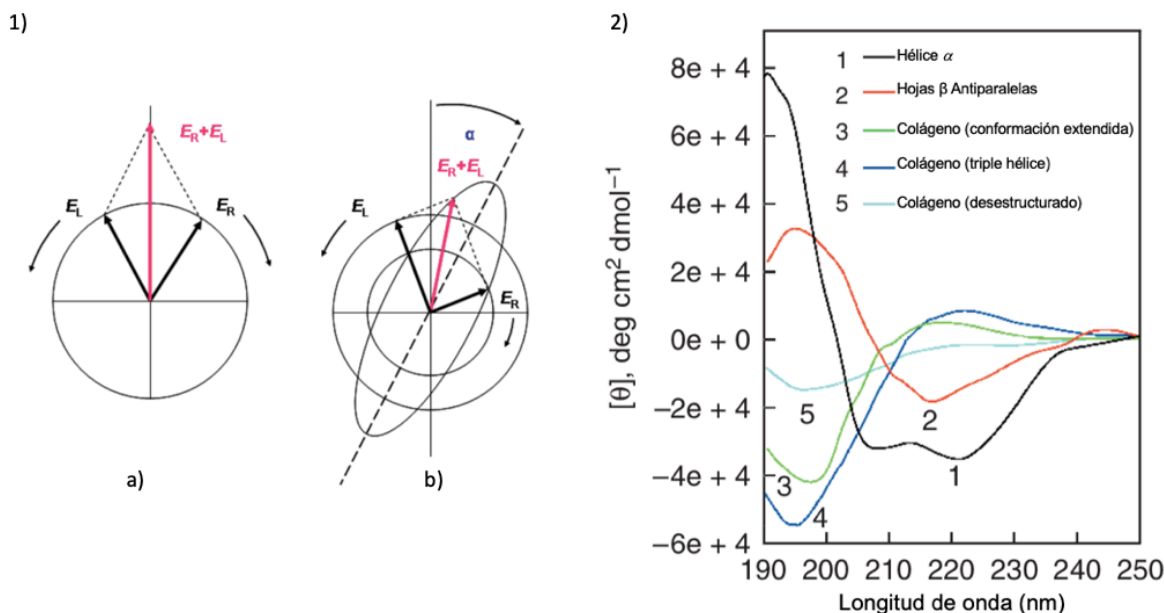 1)
E_R+E_L
E_L
E_R
a)
α
E_R+E_L
E_L
E_R
b)
2)
1 Hélice α
2 Hojas β Antiparalelas
3 Colágeno (conformación extendida)
4 Colágeno (triple hélice)
5 Colágeno (desestructurado)
[θ], deg cm² dmol⁻¹
8e + 4
6e + 4
4e + 4
2e + 4
0e + 0
−2e + 4
−4e + 4
−6e + 4
5
2
3
4
1
190 200 210 220 230 240 250
Longitud de onda (nm)